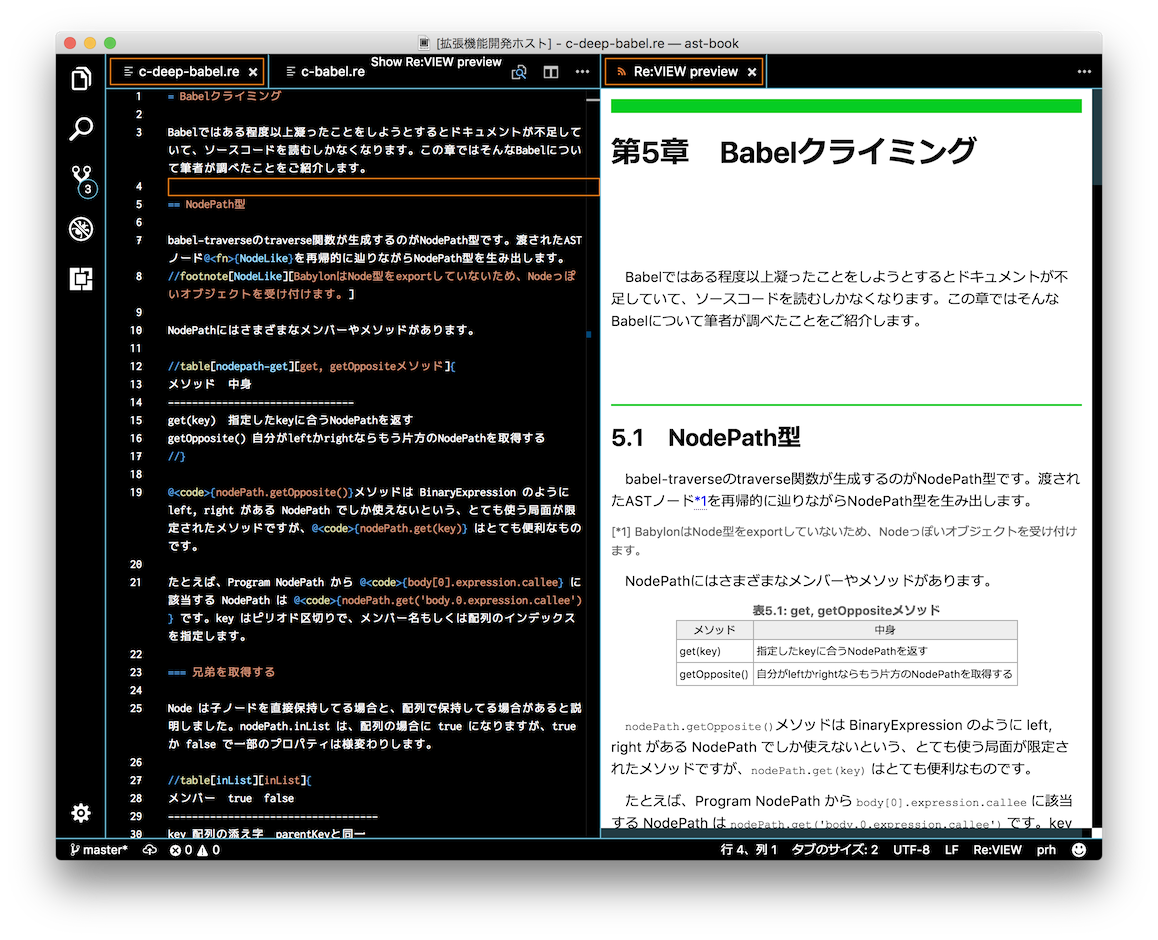 [拡張機能開発ホスト] - c-deep-babel.re — ast-book
c-deep-babel.re ×
c-babel.re
Show Re:VIEW preview
Re:VIEW preview ×
3
1 = Babelクライミング
2
3 Babelではある程度以上凝ったことをしようとするとドキュメントが不足して
いて、ソースコードを読むしかなくなります。この章ではそんなBabelについ
て筆者が調べたことをご紹介します。
4
5 == NodePath型
6
7 babel-traverseのtraverse関数が生成するのがNodePath型です。渡されたAST
ノード@<fn>{NodeLike}を再帰的に辿りながらNodePath型を生み出します。
8 //footnote[NodeLike][BabylonはNode型をexportしていないため、Nodeっぽ
いオブジェクトを受け付けます。]
9
10 NodePathにはさまざまなメンバーやメソッドがあります。
11
12 //table[nodepath-get][get, getOppositeメソッド]{
13 メソッド 中身
14 -------------------------------
15 get(key) 指定したkeyに合うNodePathを返す
16 getOpposite() 自分がleftかrightならもう片方のNodePathを取得する
17 //}
18
19 @<code>{nodePath.getOpposite()}メソッドは BinaryExpression のように
left, right がある NodePath でしか使えないという、とても使う局面が限
定されたメソッドですが、@<code>{nodePath.get(key)} はとても便利なもの
です。
20
21 たとえば、Program NodePath から @<code>{body[0].expression.callee} に
該当する NodePath は @<code>{nodePath.get('body.0.expression.callee')
} です。key はピリオド区切りで、メンバー名もしくは配列のインデックス
を指定します。
22
23 === 兄弟を取得する
24
25 Node は子ノードを直接保持してる場合と、配列で保持してる場合があると説
明しました。nodePath.inList は、配列の場合に true になりますが、true
か false で一部のプロパティは様変わりします。
26
27 //table[inList][inList]{
28 メンバー true false
29 -----------------------------------
30 key 配列の添え字 parentKeyと同一
第5章 Babelクライミング
Babelではある程度以上凝ったことをしようとするとドキュメントが不
足していて、ソースコードを読むしかなくなります。この章ではそんな
Babelについて筆者が調べたことをご紹介します。
5.1 NodePath型
babel-traverseのtraverse関数が生成するのがNodePath型です。渡され
たASTノード*1を再帰的に辿りながらNodePath型を生み出します。
[*1] BabylonはNode型をexportしていないため、Nodeっぽいオブジェクトを受け付け
ます。
NodePathにはさまざまなメンバーやメソッドがあります。
表5.1: get, getOppositeメソッド
メソッド 中身
get(key) 指定したkeyに合うNodePathを返す
getOpposite() 自分がleftかrightならもう片方のNodePathを取得する
nodePath.getOpposite()メソッドは BinaryExpression のように left,
right がある NodePath でしか使えないという、とても使う局面が限定さ
れたメソッドですが、nodePath.get(key) はとても便利なものです。
たとえば、Program NodePath から body[0].expression.callee に該当
する NodePath は nodePath.get('body.0.expression.callee') です。key
master* 0 0
行 4、列 1 タブのサイズ: 2 UTF-8 LF Re:VIEW prh